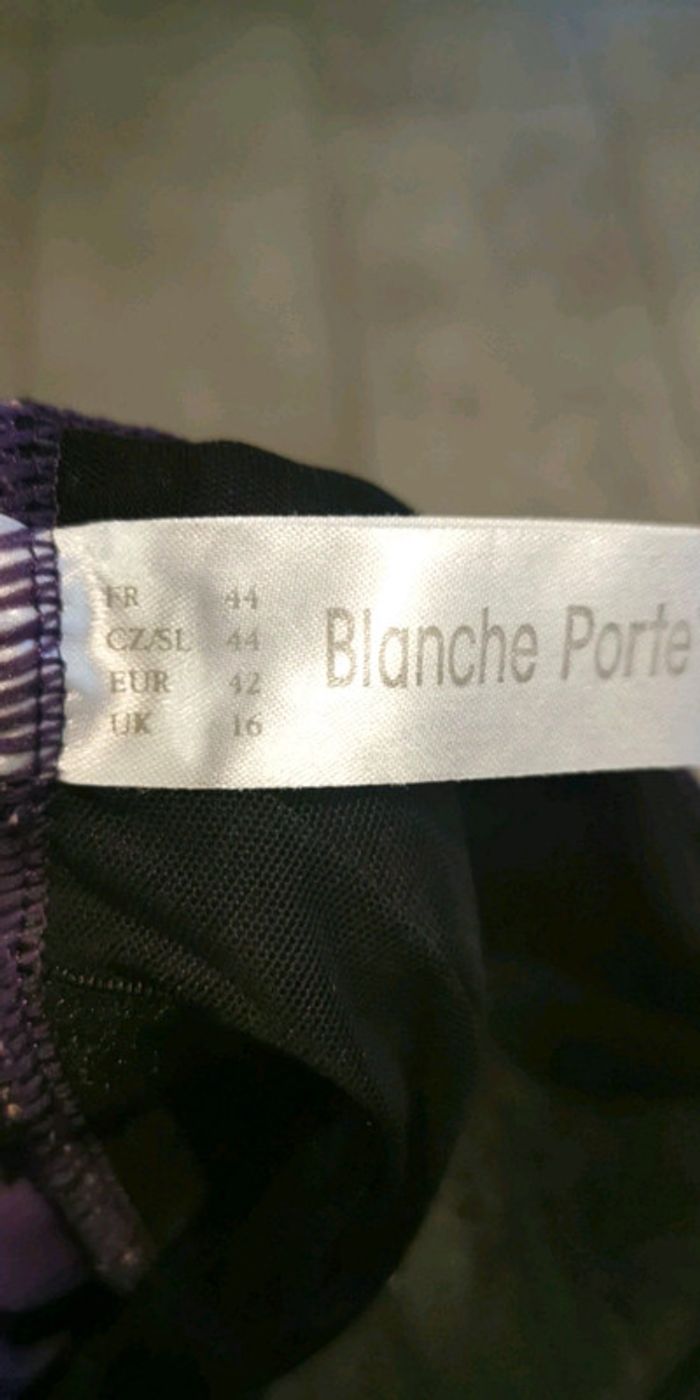 FR 44
CZ/SL 44
EUR 42
UK 16
Blanche Porte